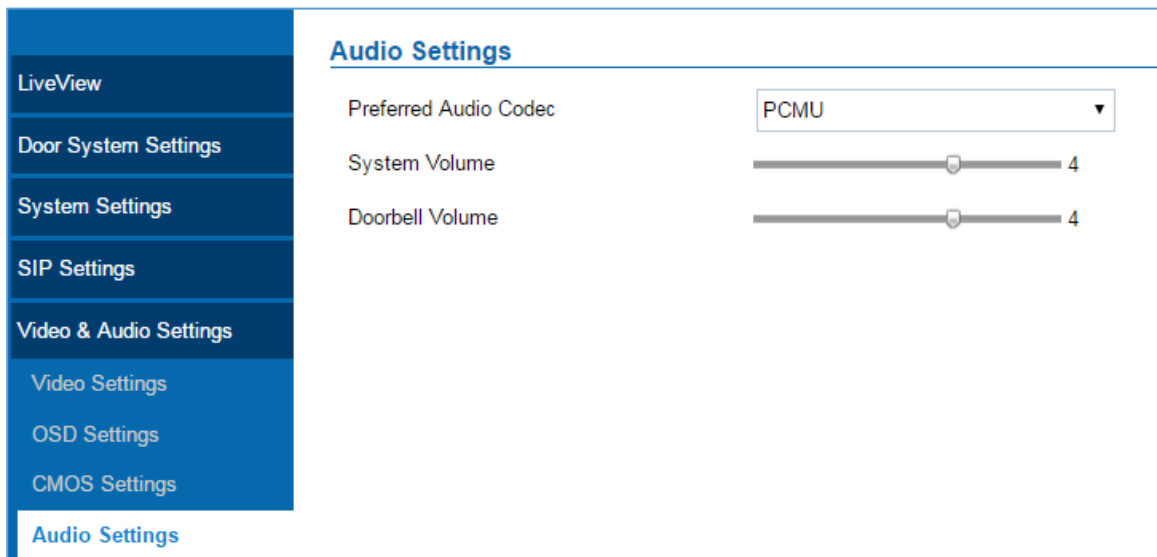 LiveView
Door System Settings
System Settings
SIP Settings
Video & Audio Settings
Video Settings
OSD Settings
CMOS Settings
Audio Settings
Audio Settings
Preferred Audio Codec PCMU
System Volume 4
Doorbell Volume 4